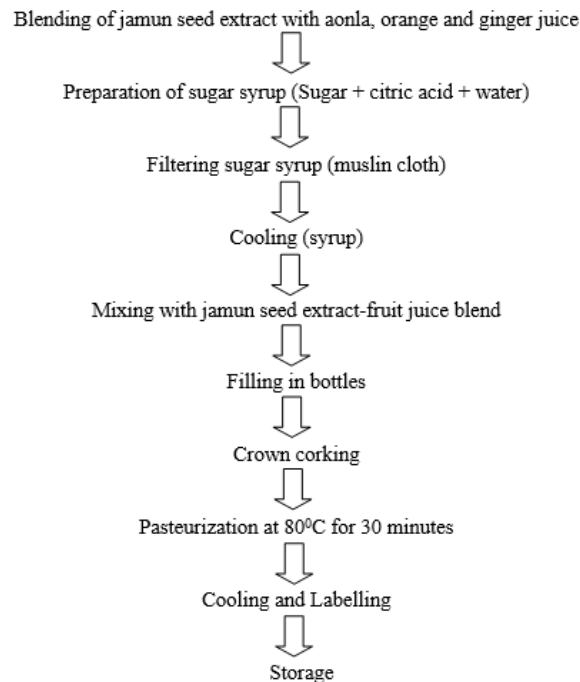 Blending of jamun seed extract with aonla, orange and ginger juice
Preparation of sugar syrup (Sugar + citric acid + water)
Filtering sugar syrup (muslin cloth)
Cooling (syrup)
Mixing with jamun seed extract-fruit juice blend
Filling in bottles
Crown corking
Pasteurization at 80⁰C for 30 minutes
Cooling and Labelling
Storage